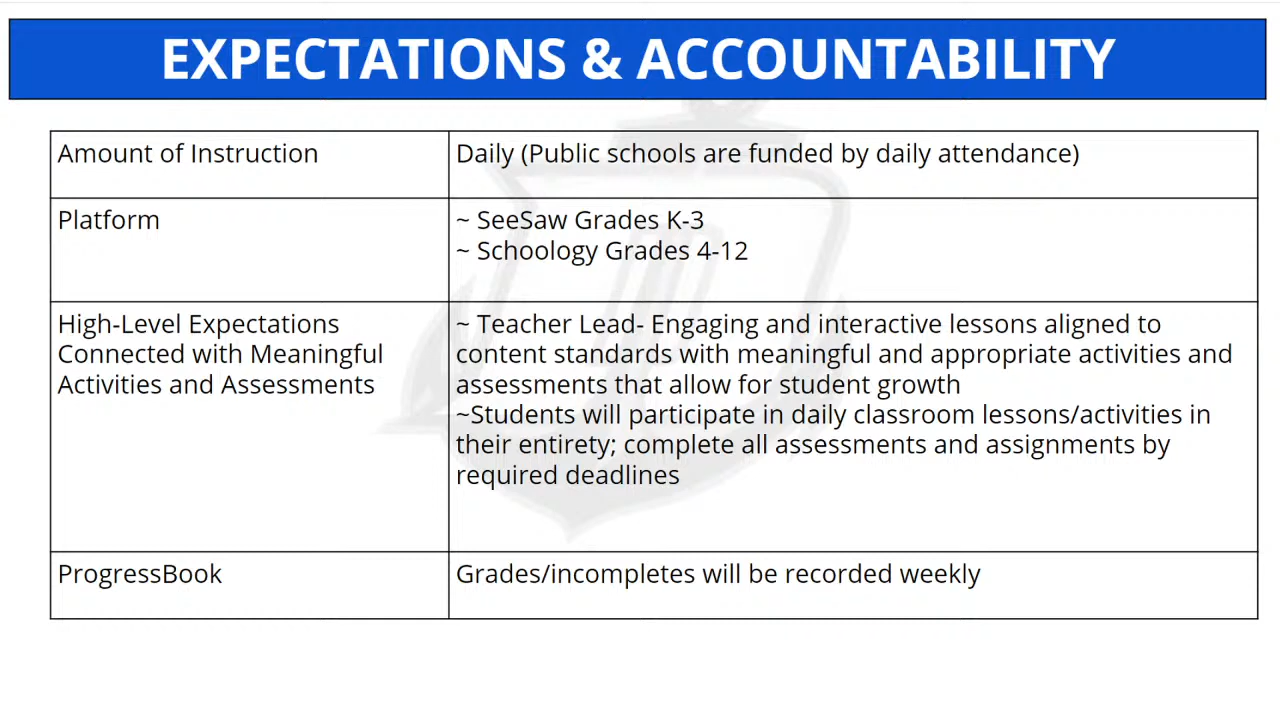 EXPECTATIONS & ACCOUNTABILITY
Amount of Instruction
Daily (Public schools are funded by daily attendance)
Platform
~ SeeSaw Grades K-3
~ Schoology Grades 4-12
High-Level Expectations
Connected with Meaningful
Activities and Assessments
~ Teacher Lead- Engaging and interactive lessons aligned to
content standards with meaningful and appropriate activities and
assessments that allow for student growth
~Students will participate in daily classroom lessons/activities in
their entirety; complete all assessments and assignments by
required deadlines
ProgressBook
Grades/incompletes will be recorded weekly